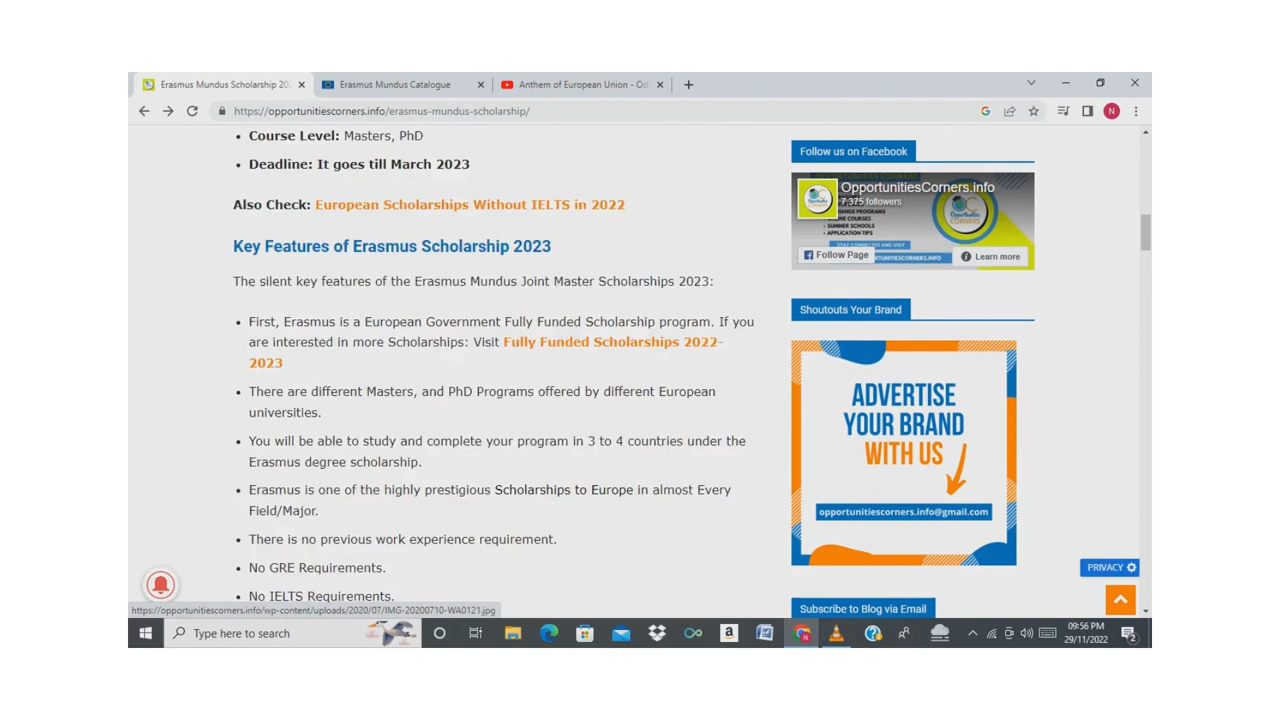 Erasmus Mundus Scholarship 202
Erasmus Mundus Catalogue
Anthem of European Union - Od
https://opportunitiescorners.info/erasmus-mundus-scholarship/
N
• Course Level: Masters, PhD
• Deadline: It goes till March 2023
Also Check: European Scholarships Without IELTS in 2022
Key Features of Erasmus Scholarship 2023
The silent key features of the Erasmus Mundus Joint Master Scholarships 2023:
• First, Erasmus is a European Government Fully Funded Scholarship program. If you
are interested in more Scholarships: Visit Fully Funded Scholarships 2022-
2023
• There are different Masters, and PhD Programs offered by different European
universities.
• You will be able to study and complete your program in 3 to 4 countries under the
Erasmus degree scholarship.
• Erasmus is one of the highly prestigious Scholarships to Europe in almost Every
Field/Major.
• There is no previous work experience requirement.
• No GRE Requirements.
• No IELTS Requirements.
Follow us on Facebook
OpportunitiesCorners.info
7,375 followers
ONLINE COURSES
• SUMMER SCHOOLS
• APPLICATION TIPS
STAY CONNECTED AND VISIT
Follow Page
Learn more
Shoutouts Your Brand
ADVERTISE
YOUR BRAND
WITH US
opportunitiescorners.info@gmail.com
PRIVACY
Subscribe to Blog via Email
https://opportunitiescorners.info/wp-content/uploads/2020/07/IMG-20200710-WA0121.jpg
Type here to search
09:56 PM
29/11/2022
2